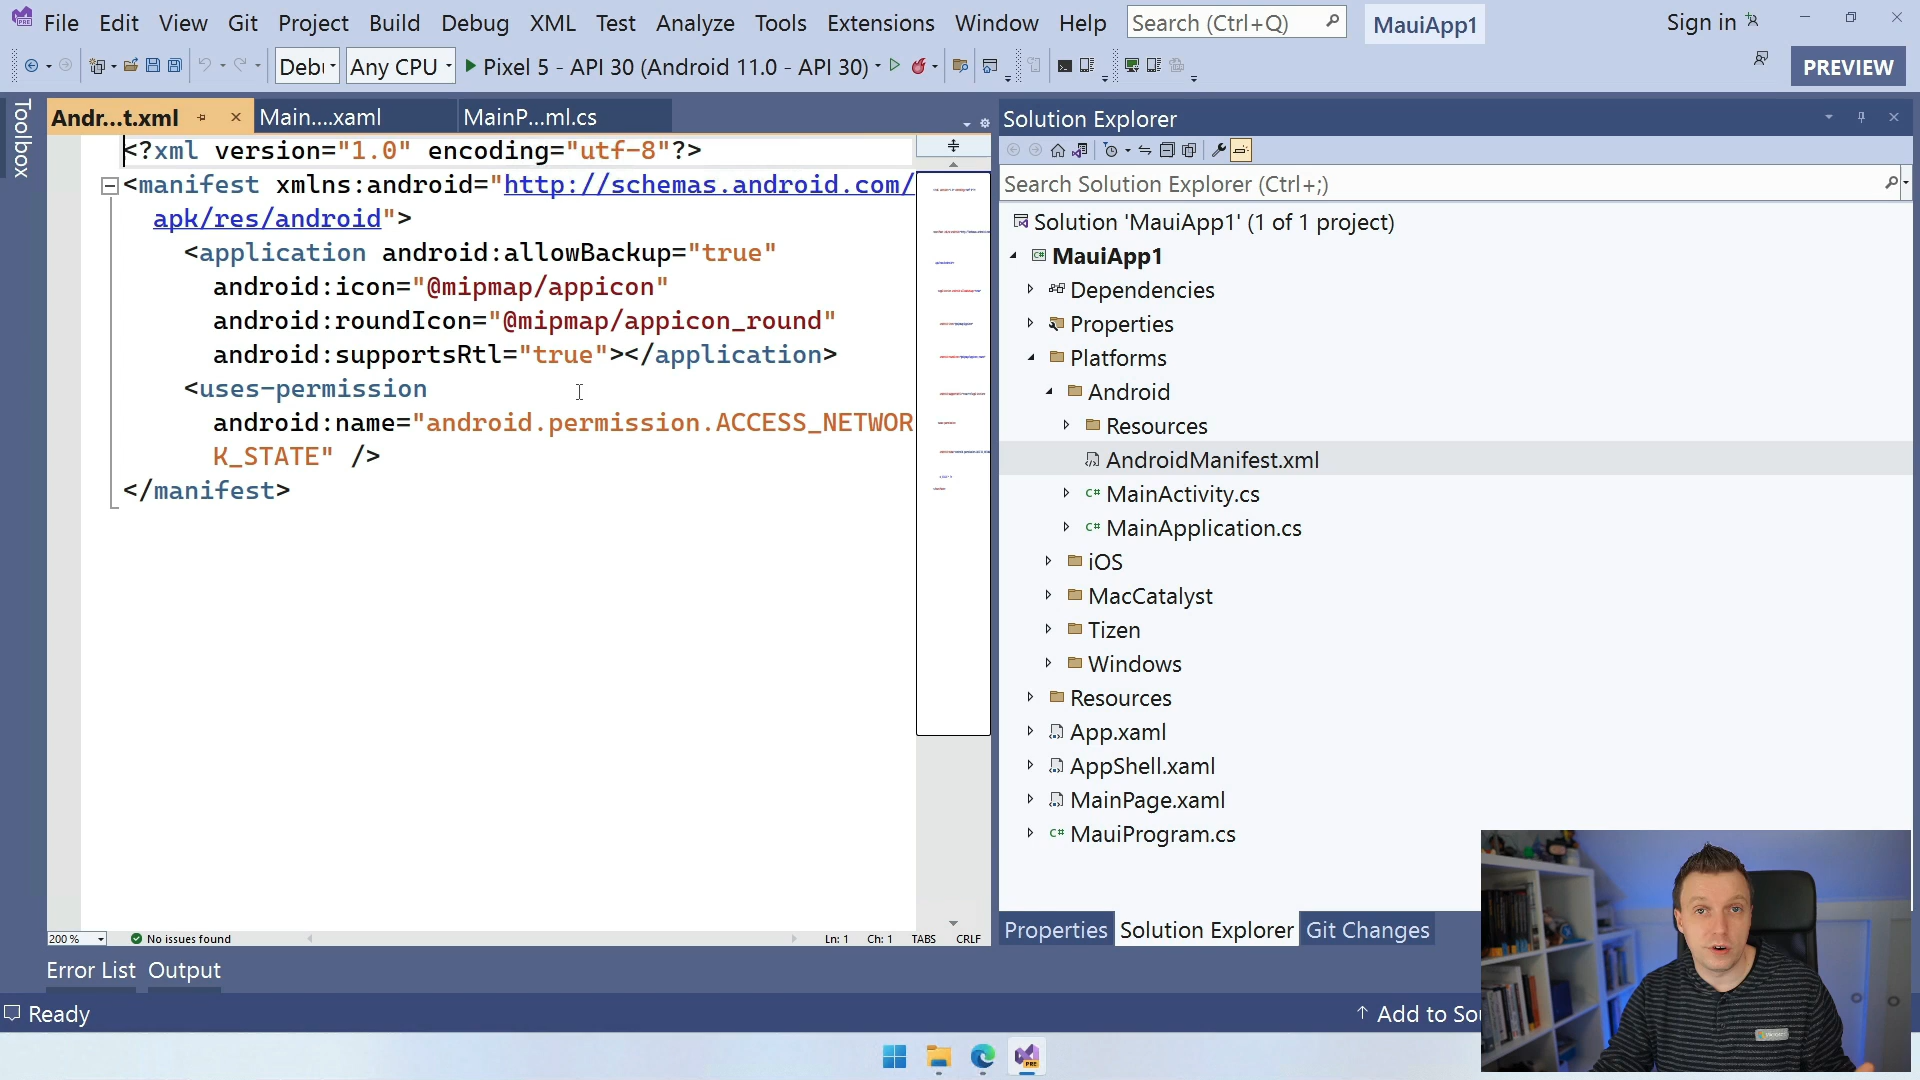 File Edit View Git Project Build Debug XML Test Analyze Tools Extensions Window Help Search (Ctrl+Q) MauiApp1 Sign in
Any CPU Pixel 5 - API 30 (Android 11.0 - API 30) PREVIEW
Toolbox
Andr...t.xml Main....xaml MainP...ml.cs
<?xml version="1.0" encoding="utf-8"?>
<manifest xmlns:android="http://schemas.android.com/
apk/res/android">
<application android:allowBackup="true"
android:icon="@mipmap/appicon"
android:roundIcon="@mipmap/appicon_round"
android:supportsRtl="true"></application>
<uses-permission
android:name="android.permission.ACCESS_NETWOR
K_STATE" />
</manifest>
200 % No issues found Ln: 1 Ch: 1 TABS CRLF
Solution Explorer
Search Solution Explorer (Ctrl+;)
Solution 'MauiApp1' (1 of 1 project)
MauiApp1
Dependencies
Properties
Platforms
Android
Resources
AndroidManifest.xml
MainActivity.cs
MainApplication.cs
iOS
MacCatalyst
Tizen
Windows
Resources
App.xaml
AppShell.xaml
MainPage.xaml
MauiProgram.cs
Properties Solution Explorer Git Changes
Error List Output
Ready Add to Sou